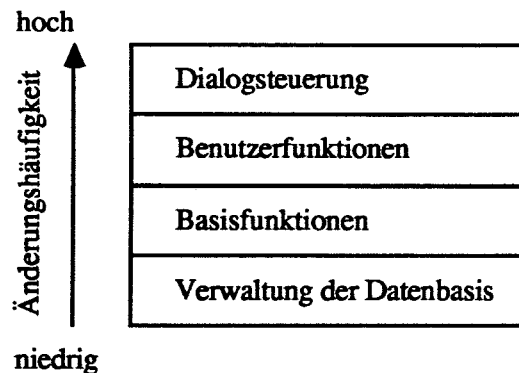 hoch
Änderungshäufigkeit
Dialogsteuerung
Benutzerfunktionen
Basisfunktionen
Verwaltung der Datenbasis
niedrig